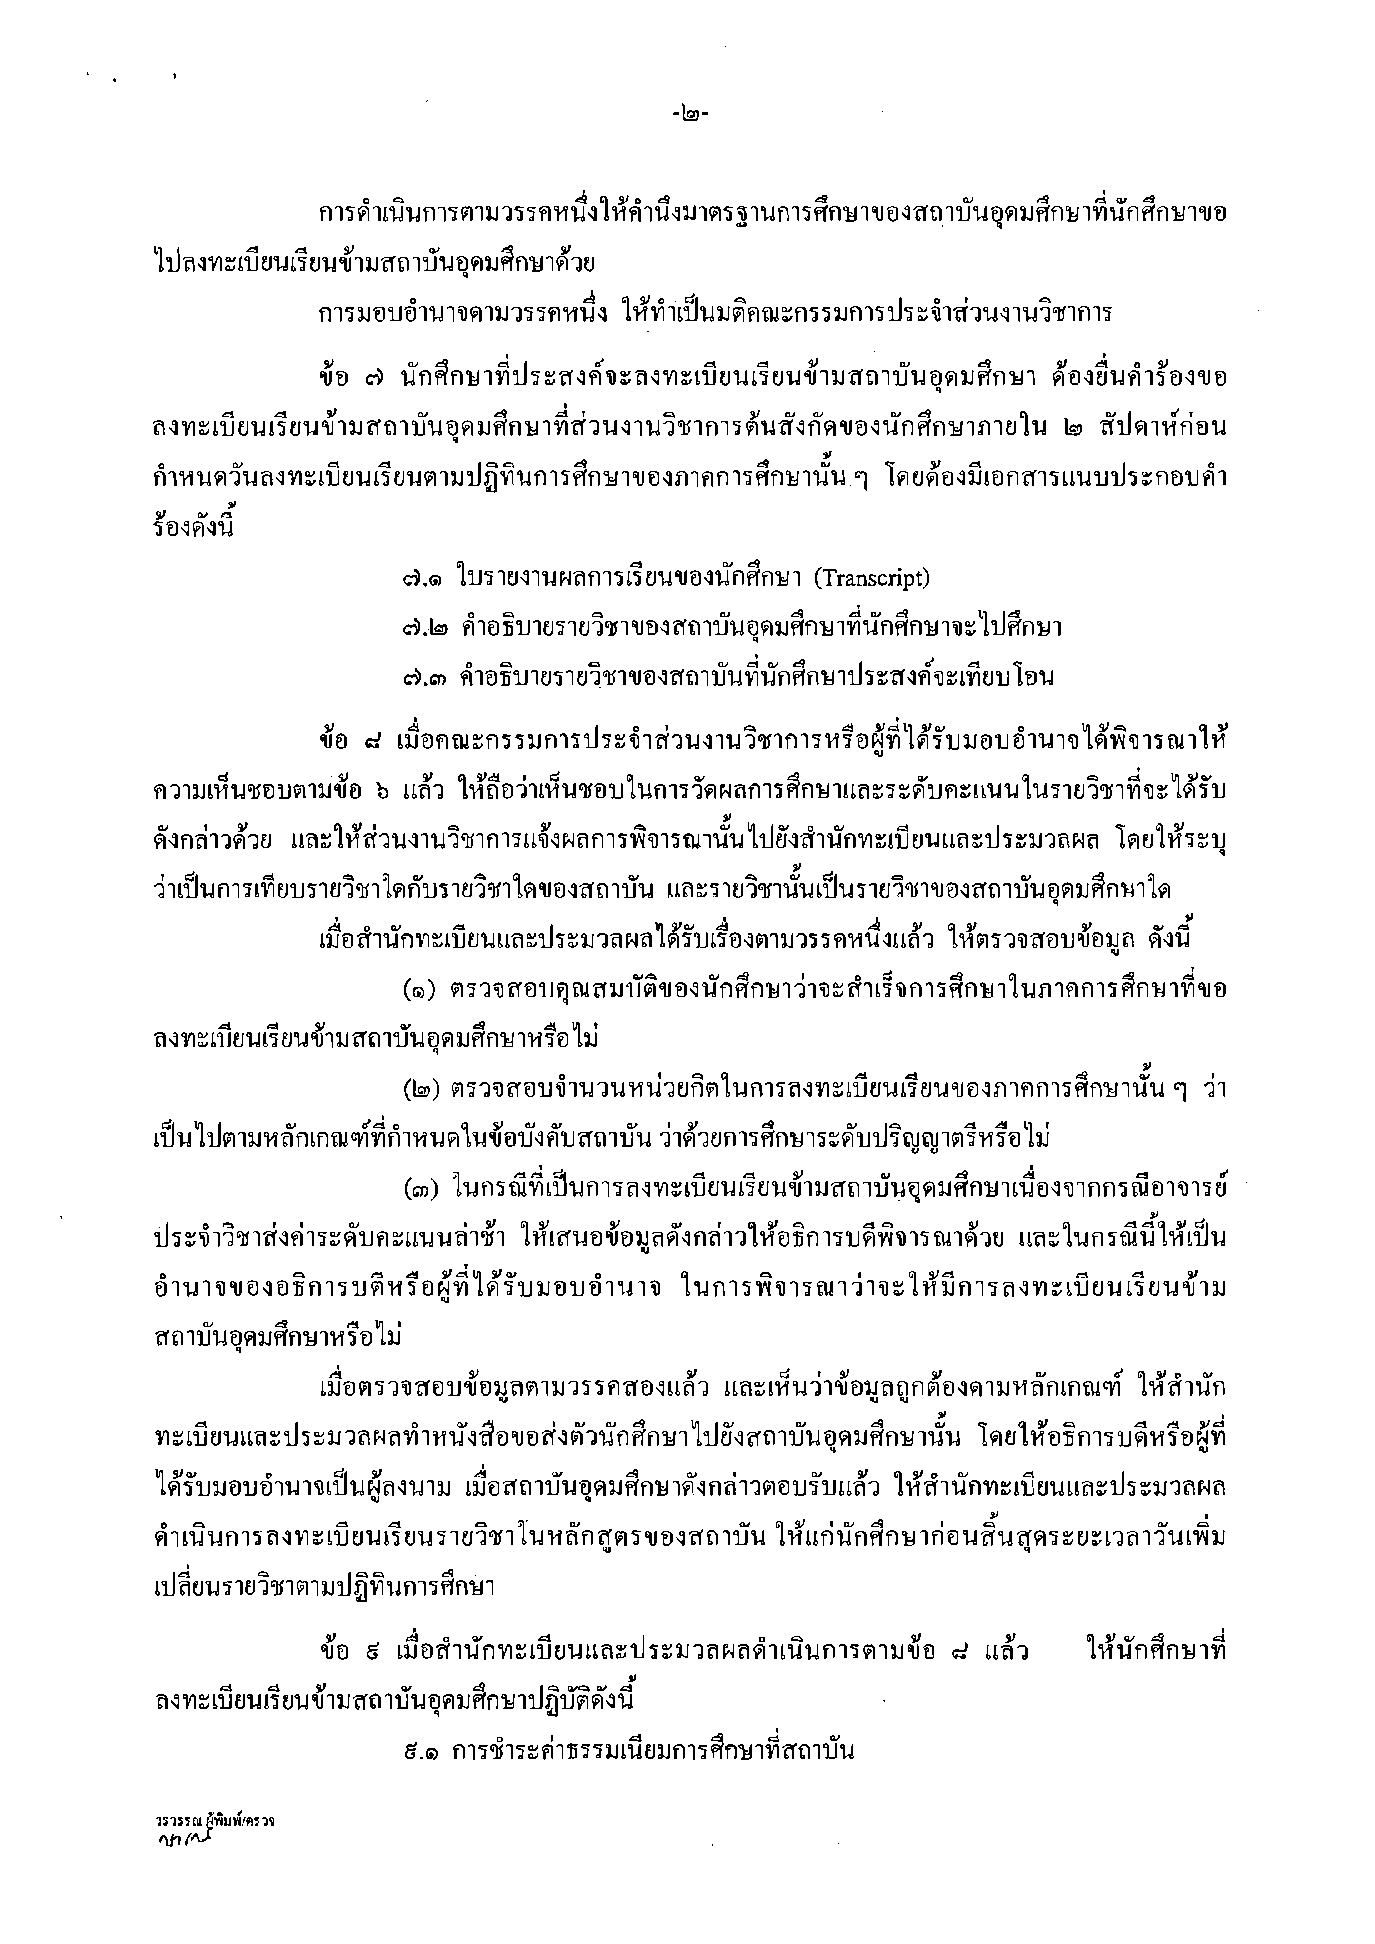 -๒-
การดำเนินการตามวรรคหนึ่งให้คำนึงมาตรฐานการศึกษาของสถาบันอุดมศึกษาที่นักศึกษาขอ
ไปลงทะเบียนเรียนข้ามสถาบันอุดมศึกษาด้วย
การมอบอำนาจตามวรรคหนึ่ง ให้ทำเป็นมติคณะกรรมการประจำส่วนงานวิชาการ
ข้อ ๗ นักศึกษาที่ประสงค์จะลงทะเบียนเรียนข้ามสถาบันอุดมศึกษา ต้องยื่นคำร้องขอ
ลงทะเบียนเรียนข้ามสถาบันอุดมศึกษาที่ส่วนงานวิชาการต้นสังกัดของนักศึกษาภายใน ๒ สัปดาห์ก่อน
กำหนดวันลงทะเบียนเรียนตามปฏิทินการศึกษาของภาคการศึกษานั้น ๆ โดยต้องมีเอกสารแนบประกอบคำ
ร้องดังนี้
๗.๑ ใบรายงานผลการเรียนของนักศึกษา (Transcript)
๗.๒ คำอธิบายรายวิชาของสถาบันอุดมศึกษาที่นักศึกษาจะไปศึกษา
๗.๓ คำอธิบายรายวิชาของสถาบันที่นักศึกษาประสงค์จะเทียบโอน
ข้อ ๘ เมื่อคณะกรรมการประจำส่วนงานวิชาการหรือผู้ที่ได้รับมอบอำนาจได้พิจารณาให้
ความเห็นชอบตามข้อ ๖ แล้ว ให้ถือว่าเห็นชอบในการวัดผลการศึกษาและระดับคะแนนในรายวิชาที่จะได้รับ
ดังกล่าวด้วย และให้ส่วนงานวิชาการแจ้งผลการพิจารณานั้นไปยังสำนักทะเบียนและประมวลผล โดยให้ระบุ
ว่าเป็นการเทียบรายวิชาใดกับรายวิชาใดของสถาบัน และรายวิชานั้นเป็นรายวิชาของสถาบันอุดมศึกษาใด
เมื่อสำนักทะเบียนและประมวลผลได้รับเรื่องตามวรรคหนึ่งแล้ว ให้ตรวจสอบข้อมูล ดังนี้
(๑) ตรวจสอบคุณสมบัติของนักศึกษาว่าจะสำเร็จการศึกษาในภาคการศึกษาที่ขอ
ลงทะเบียนเรียนข้ามสถาบันอุดมศึกษาหรือไม่
(๒) ตรวจสอบจำนวนหน่วยกิตในการลงทะเบียนเรียนของภาคการศึกษานั้น ๆ ว่า
เป็นไปตามหลักเกณฑ์ที่กำหนดในข้อบังคับสถาบัน ว่าด้วยการศึกษาระดับปริญญาตรีหรือไม่
(๓) ในกรณีที่เป็นการลงทะเบียนเรียนข้ามสถาบันอุดมศึกษาเนื่องจากกรณีอาจารย์
ประจำวิชาส่งค่าระดับคะแนนล่าช้า ให้เสนอข้อมูลดังกล่าวให้อธิการบดีพิจารณาด้วย และในกรณีนี้ให้เป็น
อำนาจของอธิการบดีหรือผู้ที่ได้รับมอบอำนาจ ในการพิจารณาว่าจะให้มีการลงทะเบียนเรียนข้าม
สถาบันอุดมศึกษาหรือไม่
เมื่อตรวจสอบข้อมูลตามวรรคสองแล้ว และเห็นว่าข้อมูลถูกต้องตามหลักเกณฑ์ ให้สำนัก
ทะเบียนและประมวลผลทำหนังสือขอส่งตัวนักศึกษาไปยังสถาบันอุดมศึกษานั้น โดยให้อธิการบดีหรือผู้ที่
ได้รับมอบอำนาจเป็นผู้ลงนาม เมื่อสถาบันอุดมศึกษาดังกล่าวตอบรับแล้ว ให้สำนักทะเบียนและประมวลผล
ดำเนินการลงทะเบียนเรียนรายวิชาในหลักสูตรของสถาบัน ให้แก่นักศึกษาก่อนสิ้นสุดระยะเวลาวันเพิ่ม
เปลี่ยนรายวิชาตามปฏิทินการศึกษา
ข้อ ๙ เมื่อสำนักทะเบียนและประมวลผลดำเนินการตามข้อ ๘ แล้ว ให้นักศึกษาที่
ลงทะเบียนเรียนข้ามสถาบันอุดมศึกษาปฏิบัติดังนี้
๙.๑ การชำระค่าธรรมเนียมการศึกษาที่สถาบัน
วรวรรณ ผู้พิมพ์/ตรวจ